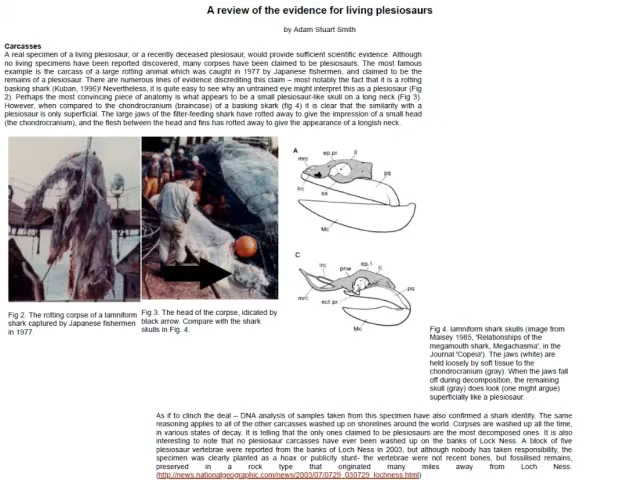 A review of the evidence for living plesiosaurs
by Adam Stuart Smith
Carcasses
A real specimen of a living plesiosaur, or a recently deceased plesiosaur, would provide sufficient scientific evidence. Although
no living specimens have been reported discovered, many corpses have been claimed to be plesiosaurs. The most famous
example is the carcass of a large rotting animal which was caught in 1977 by Japanese fishermen, and claimed to be the
remains of a plesiosaur. There are numerous lines of evidence discrediting this claim – most notably the fact that it is a rotting
basking shark (Kuban, 1996)! Nevertheless, it is quite easy to see why an untrained eye might interpret this as a plesiosaur (Fig
2). Perhaps the most convincing piece of anatomy is what appears to be a small plesiosaur-like skull on a long neck (Fig 3).
However, when compared to the chondrocranium (braincase) of a basking skark (fig 4) it is clear that the similarity with a
plesiosaur is only superficial. The large jaws of the filter-feeding shark have rotted away to give the impression of a small head
(the chondrocranium), and the flesh between the head and fins has rotted away to give the appearance of a longish neck.
A
mrc
ep.pr.
fl
pq
lrc
Mc
C
lrc
pnw
ep. l.
fl
pq
mrc
ect.pr.
Mc
Fig 2. The rotting corpse of a lamniform
shark captured by Japanese fishermen
in 1977.
Fig 3. The head of the corpse, idicated by
black arrow. Compare with the shark
skulls in Fig. 4.
Fig 4. lamniform shark skulls (image from
Maisey 1985, 'Relationships of the
megamouth shark, Megachasma', in the
Journal 'Copeia'). The jaws (white) are
held loosely by soft tissue to the
chondrocranium (gray). When the jaws fall
off during decomposition, the remaining
skull (gray) does look (one might argue)
superficially like a plesiosaur.
As if to clinch the deal – DNA analysis of samples taken from this specimen have also confirmed a shark identity. The same
reasoning applies to all of the other carcasses washed up on shorelines around the world. Corpses are washed up all the time,
in various states of decay. It is telling that the only ones claimed to be plesiosaurs are the most decomposed ones. It is also
interesting to note that no plesiosaur carcasses have ever been washed up on the banks of Lock Ness. A block of five
plesiosaur vertebrae were reported from the banks of Loch Ness in 2003, but although nobody has taken responsibility, the
specimen was clearly planted as a hoax or publicity stunt- the vertebrae were not recent bones, but fossilised remains,
preserved in a rock type that originated many miles away from Loch Ness.
(http://news.nationalgeographic.com/news/2003/07/0729_030729_lochness.html)